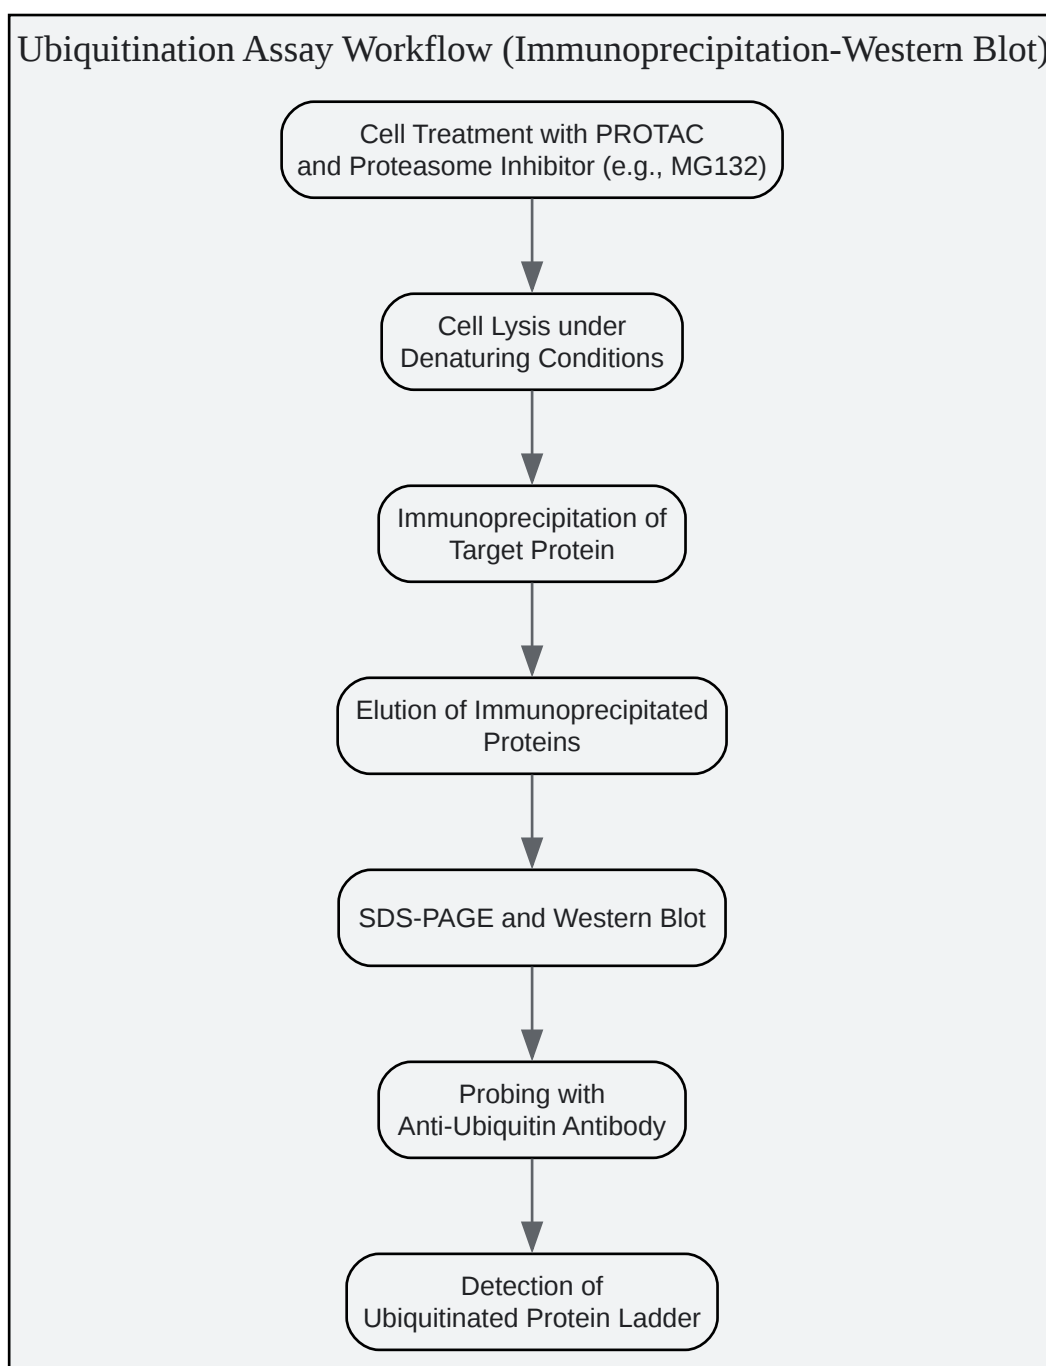 Ubiquitination Assay Workflow (Immunoprecipitation-Western Blot)
Cell Treatment with PROTAC
and Proteasome Inhibitor (e.g., MG132)
Cell Lysis under
Denaturing Conditions
Immunoprecipitation of
Target Protein
Elution of Immunoprecipitated
Proteins
SDS-PAGE and Western Blot
Probing with
Anti-Ubiquitin Antibody
Detection of
Ubiquitinated Protein Ladder